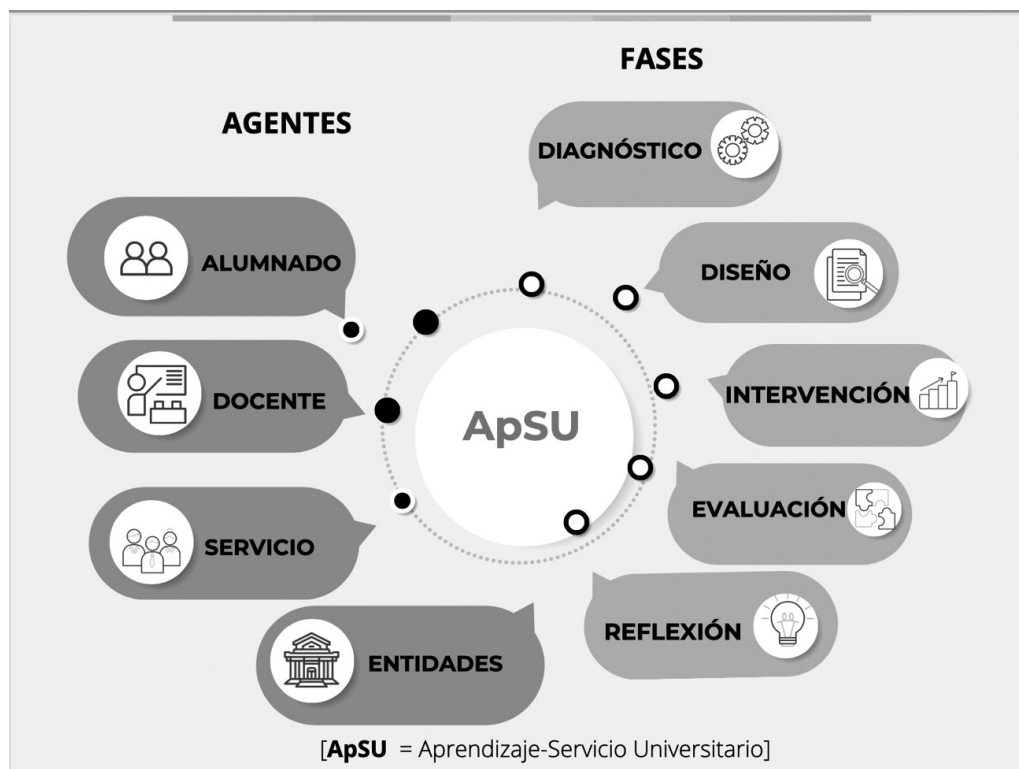 FASES
AGENTES
DIAGNÓSTICO
ALUMNADO
DISEÑO
DOCENTE
INTERVENCIÓN
ApSU
EVALUACIÓN
SERVICIO
REFLEXIÓN
ENTIDADES
[ApSU = Aprendizaje-Servicio Universitario]